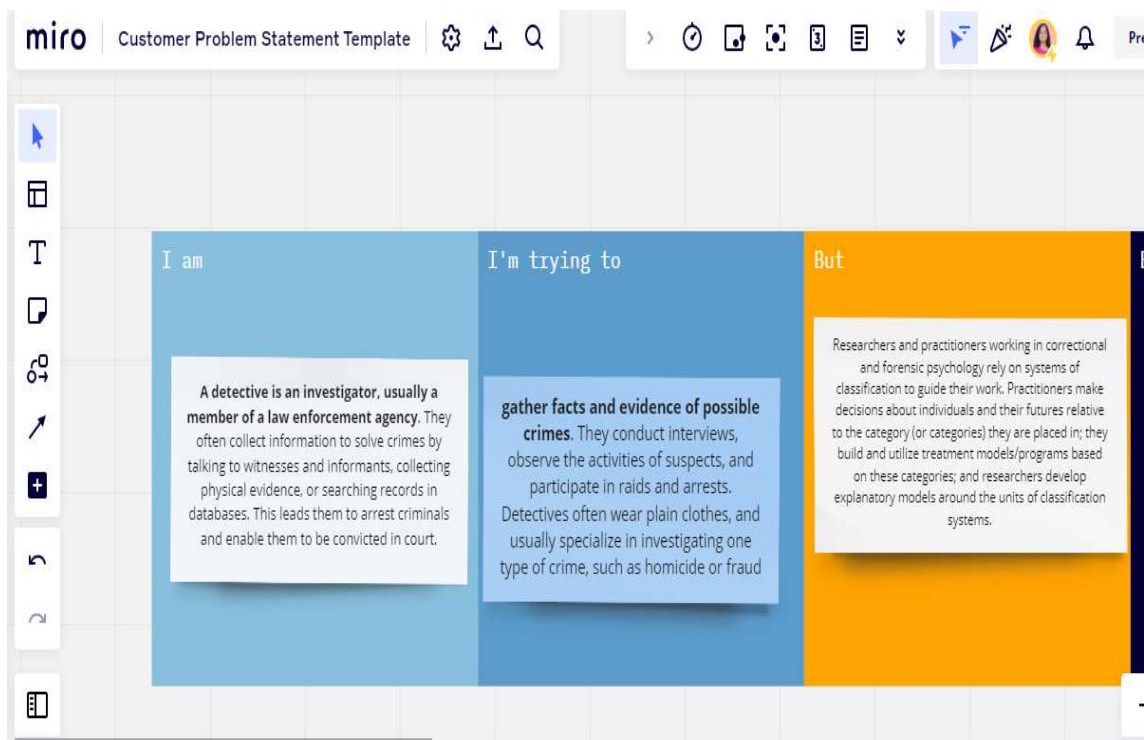 miro
Customer Problem Statement Template
3
Pre
I am
A detective is an investigator, usually a
member of a law enforcement agency. They
often collect information to solve crimes by
talking to witnesses and informants, collecting
physical evidence, or searching records in
databases. This leads them to arrest criminals
and enable them to be convicted in court.
I'm trying to
gather facts and evidence of possible
crimes. They conduct interviews,
observe the activities of suspects, and
participate in raids and arrests.
Detectives often wear plain clothes, and
usually specialize in investigating one
type of crime, such as homicide or fraud
But
Researchers and practitioners working in correctional
and forensic psychology rely on systems of
classification to guide their work. Practitioners make
decisions about individuals and their futures relative
to the category (or categories) they are placed in; they
build and utilize treatment models/programs based
on these categories; and researchers develop
explanatory models around the units of classification
systems.